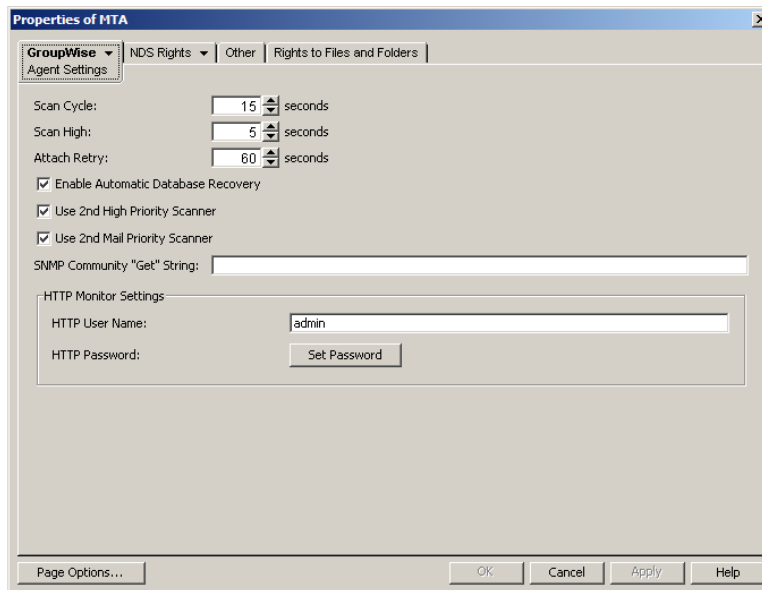 Properties of MTA
GroupWise NDS Rights Other Rights to Files and Folders
Agent Settings
Scan Cycle: 15 seconds
Scan High: 5 seconds
Attach Retry: 60 seconds
Enable Automatic Database Recovery
Use 2nd High Priority Scanner
Use 2nd Mail Priority Scanner
SNMP Community "Get" String:
HTTP Monitor Settings
HTTP User Name: admin
HTTP Password: Set Password
Page Options... OK Cancel Apply Help